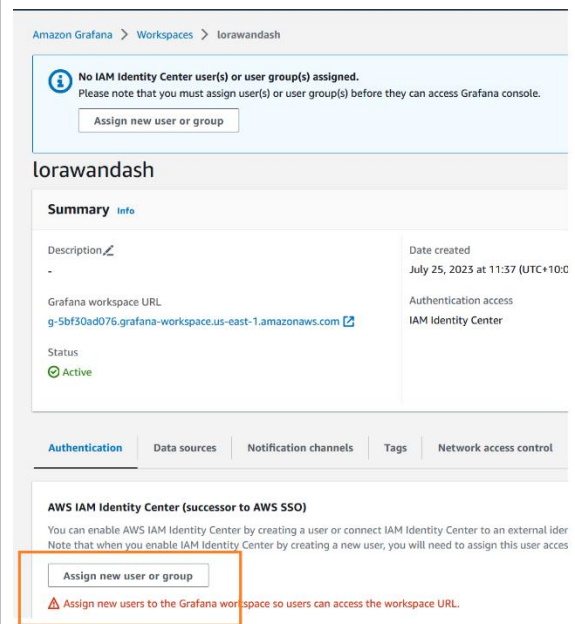 Amazon Grafana > Workspaces > lorawandash
No IAM Identity Center user(s) or user group(s) assigned.
Please note that you must assign user(s) or user group(s) before they can access Grafana console.
Assign new user or group
lorawandash
Summary Info
Description
-
Date created
July 25, 2023 at 11:37 (UTC+10:0
Grafana workspace URL
g-5bf30ad076.grafana-workspace.us-east-1.amazonaws.com
Authentication access
IAM Identity Center
Status
Active
Authentication Data sources Notification channels Tags Network access control
AWS IAM Identity Center (successor to AWS SSO)
You can enable AWS IAM Identity Center by creating a user or connect IAM Identity Center to an external iden
Note that when you enable IAM Identity Center by creating a new user, you will need to assign this user acces
Assign new user or group
Assign new users to the Grafana workspace so users can access the workspace URL.